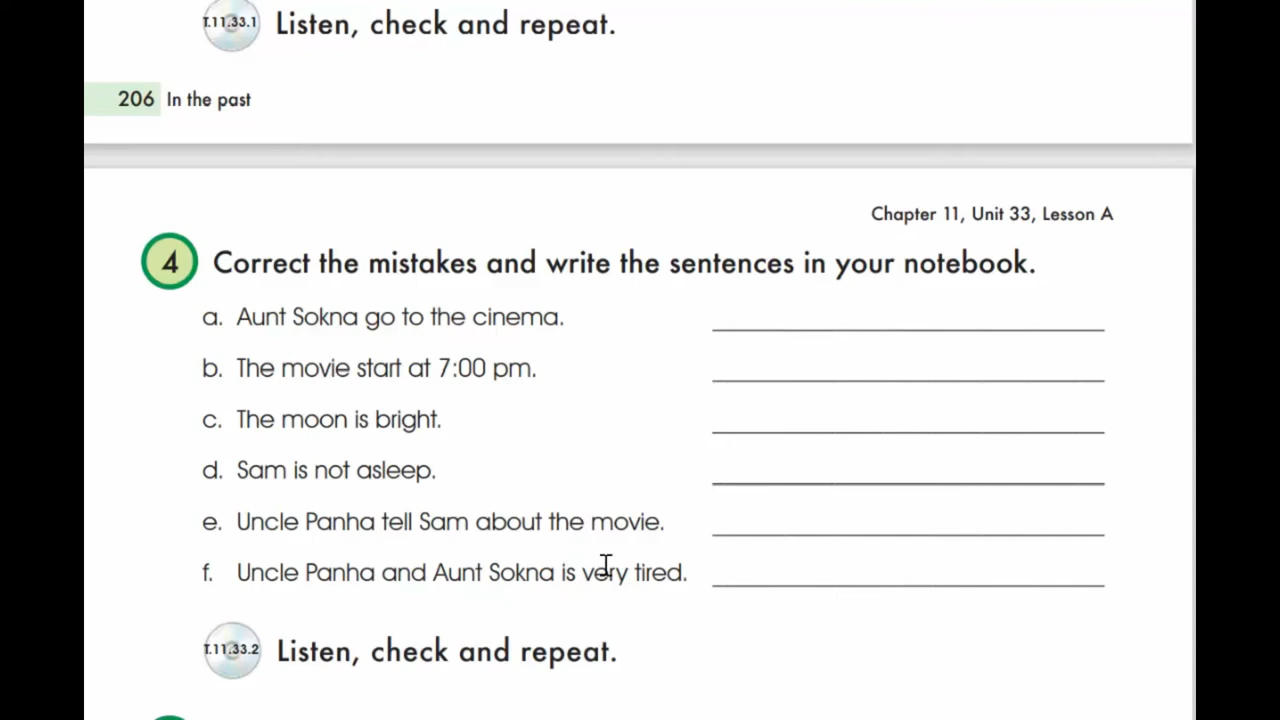 T.11.33.1 Listen, check and repeat.
206 In the past
Chapter 11, Unit 33, Lesson A
4 Correct the mistakes and write the sentences in your notebook.
a. Aunt Sokna go to the cinema.
b. The movie start at 7:00 pm.
c. The moon is bright.
d. Sam is not asleep.
e. Uncle Panha tell Sam about the movie.
f. Uncle Panha and Aunt Sokna is very tired.
T.11.33.2 Listen, check and repeat.